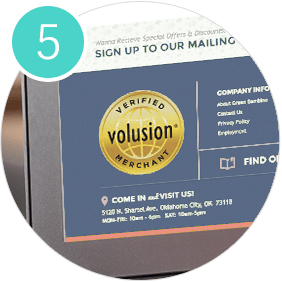 5
Wanna Recieve Special Offers & Discounts
SIGN UP TO OUR MAILING
VERIFIED
volusion®
MERCHANT
COMPANY INFO
About Green Bambino
Contact Us
Privacy Policy
Employment
FIND O
COME IN and VISIT US!
5120 N. Shartel Ave. Oklahoma City, OK 73118
MON-FRI: 10am - 6pm SAT: 10am-5pm